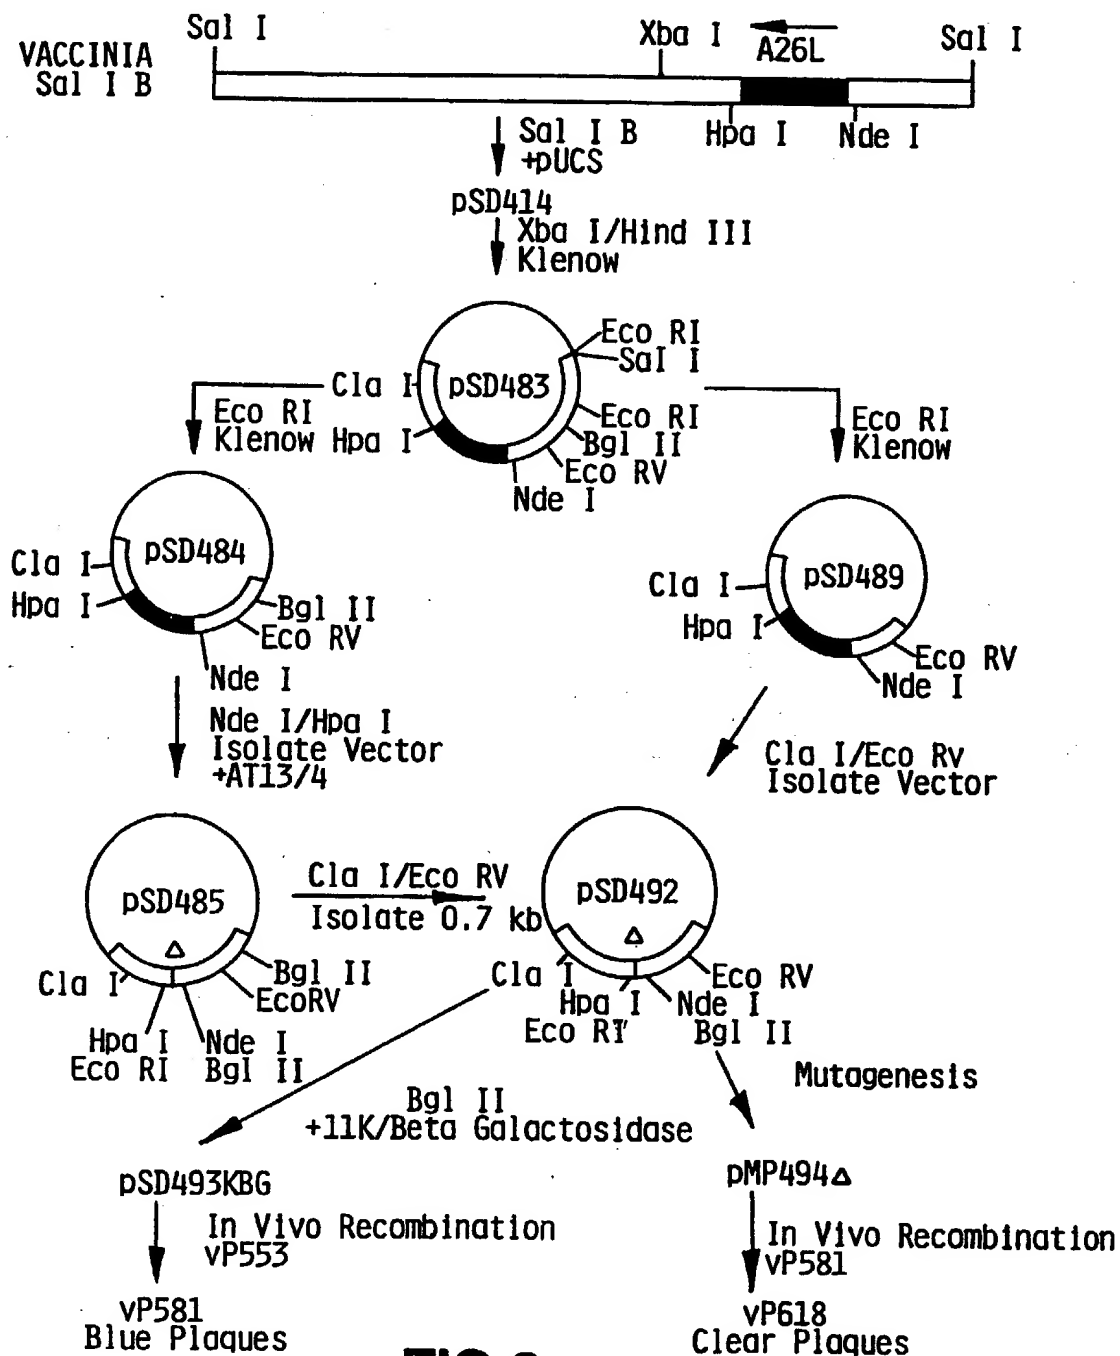 Sal I
Xba I
A26L
Sal I
VACCINIA
Sal I B
Hpa I
Nde I
Sal I B
+pUCS
pSD414
Xba I/Hind III
Klenow
Eco RI
Sal I
Cla I
pSD483
Eco RI
Klenow
Hpa I
Eco RI
Bgl II
Eco RV
Nde I
Eco RI
Klenow
pSD484
Cla I
Hpa I
Bgl II
Eco RV
Nde I
pSD489
Cla I
Hpa I
Eco RV
Nde I
Nde I/Hpa I
Isolate Vector
+AT13/4
Cla I/Eco Rv
Isolate Vector
pSD485
Δ
Cla I
Bgl II
EcoRV
Hpa I
Eco RI
Nde I
Bgl II
Cla I/Eco RV
Isolate 0.7 kb
pSD492
Δ
Cla I
Eco RV
Hpa I
Eco RI
Nde I
Bgl II
Bgl II
+11K/Beta Galactosidase
Mutagenesis
pSD493KBG
pMP494Δ
In Vivo Recombination
vP553
In Vivo Recombination
vP581
vP581
Blue Plaques
vP618
Clear Plaques